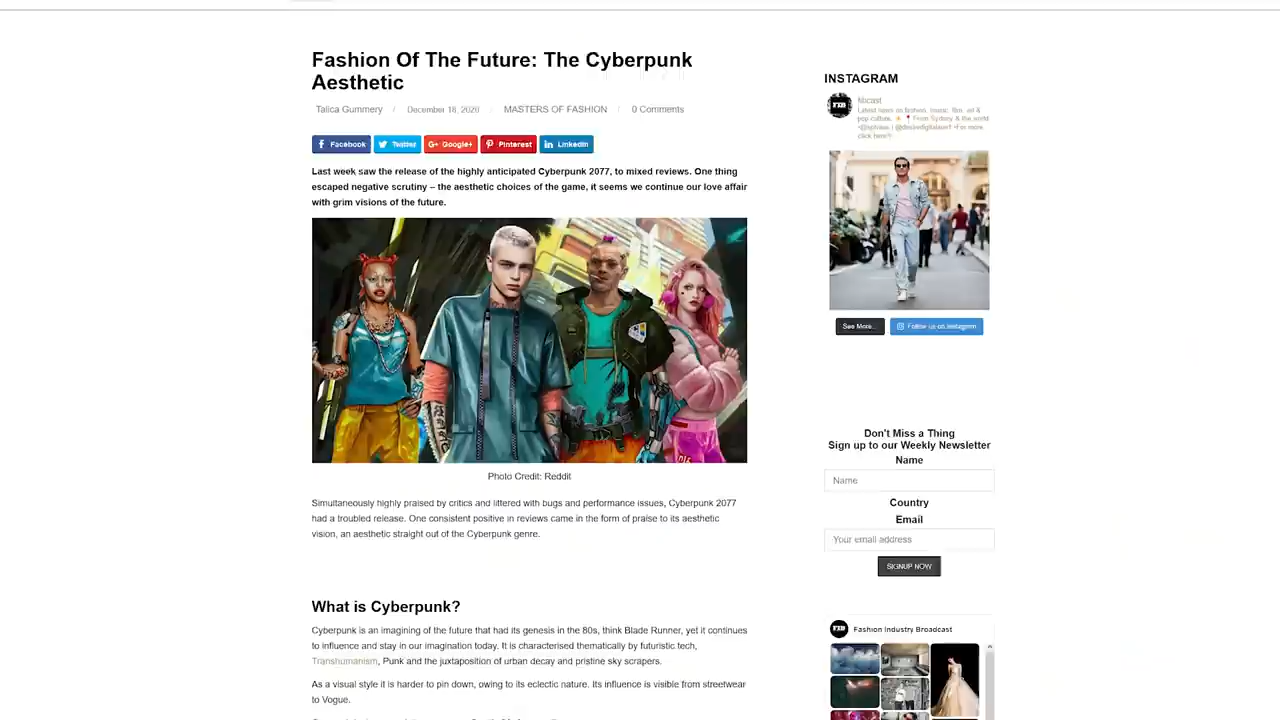 Fashion Of The Future: The Cyberpunk
Aesthetic
Talica Gummery / December 16, 2020 MASTERS OF FASHION / 0 Comments
Facebook Twitter Google+ Pinterest LinkedIn
Last week saw the release of the highly anticipated Cyberpunk 2077, to mixed reviews. One thing
escaped negative scrutiny – the aesthetic choices of the game, it seems we continue our love affair
with grim visions of the future.
Photo Credit: Reddit
Simultaneously highly praised by critics and littered with bugs and performance issues, Cyberpunk 2077
had a troubled release. One consistent positive in reviews came in the form of praise to its aesthetic
vision, an aesthetic straight out of the Cyberpunk genre.
What is Cyberpunk?
Cyberpunk is an imagining of the future that had its genesis in the 80s, think Blade Runner, yet it continues
to influence and stay in our imagination today. It is characterised thematically by futuristic tech,
Transhumanism, Punk and the juxtaposition of urban decay and pristine sky scrapers.
As a visual style it is harder to pin down, owing to its eclectic nature. Its influence is visible from streetwear
to Vogue.
INSTAGRAM
fibcast
Latest news on fashion, music, film, art &
pop culture. From Sydney & the world
click here!!
See More... Follow us on Instagram
Don't Miss a Thing
Sign up to our Weekly Newsletter
Name
Name
Country
Email
Your email address
SIGNUP NOW
FIB Fashion Industry Broadcast